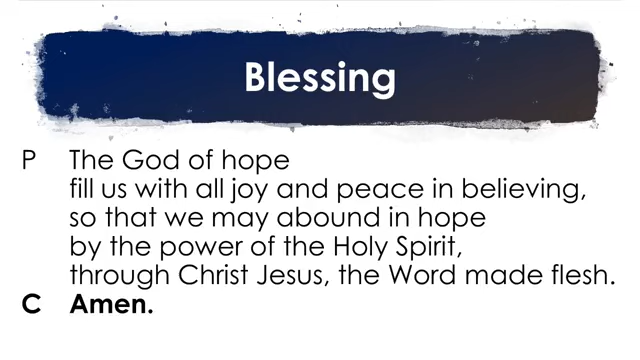 Blessing
P The God of hope
fill us with all joy and peace in believing,
so that we may abound in hope
by the power of the Holy Spirit,
through Christ Jesus, the Word made flesh.
C Amen.